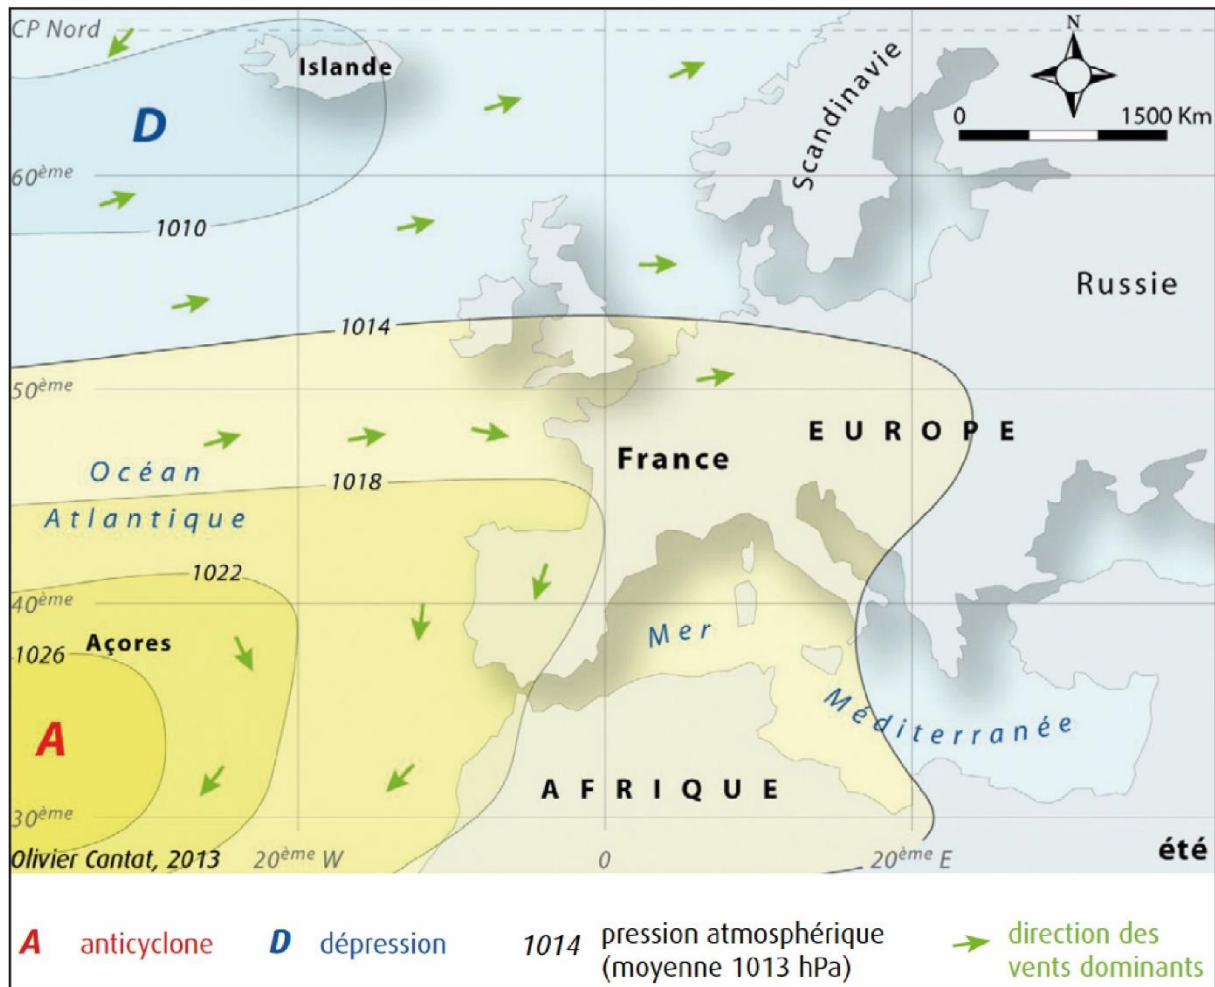 CP Nord
Islande
Scandinavie
N
0 1500 Km
D
60ème
1010
Russie
1014
50ème
EUROPE
France
Océan
Atlantique
1018
1022
40ème
Açores
1026
Mer
Méditerranée
A
AFRIQUE
30ème
Olivier Cantat, 2013
20ème W
0
20ème E
été
A anticyclone
D dépression
1014 pression atmosphérique
(moyenne 1013 hPa)
direction des
vents dominants